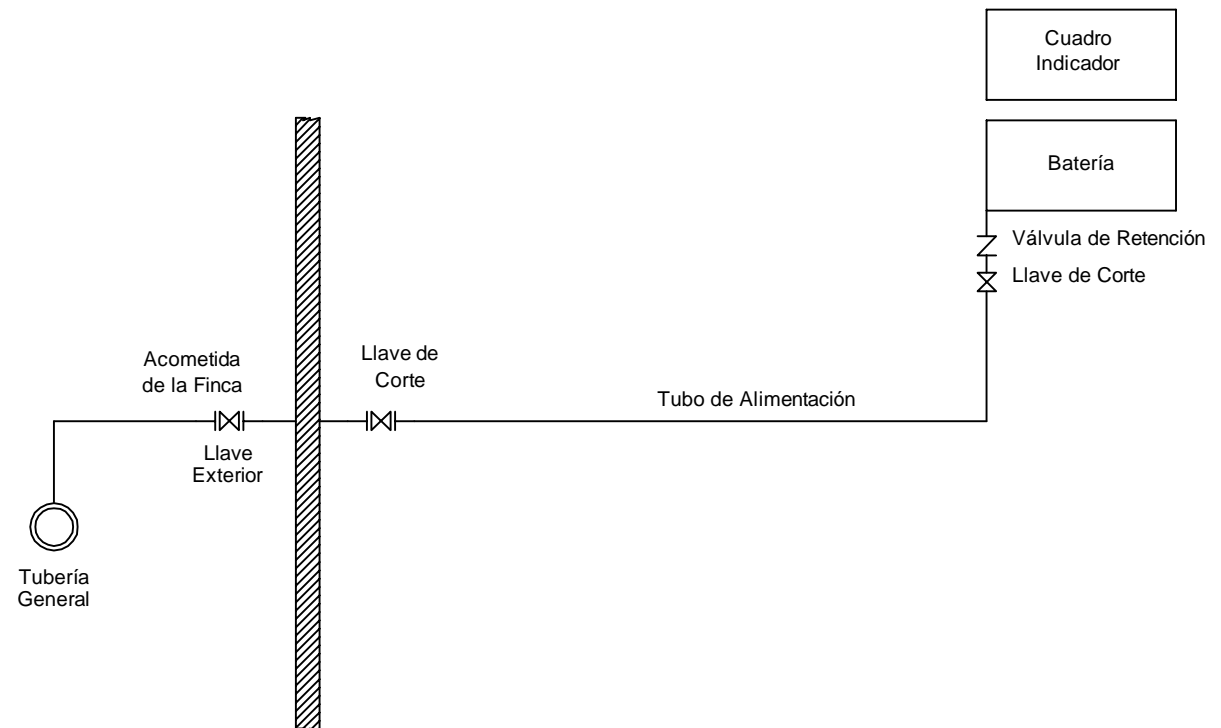 Cuadro
Indicador
Batería
Válvula de Retención
Llave de Corte
Acometida
de la Finca
Llave de
Corte
Tubo de Alimentación
Llave
Exterior
Tubería
General